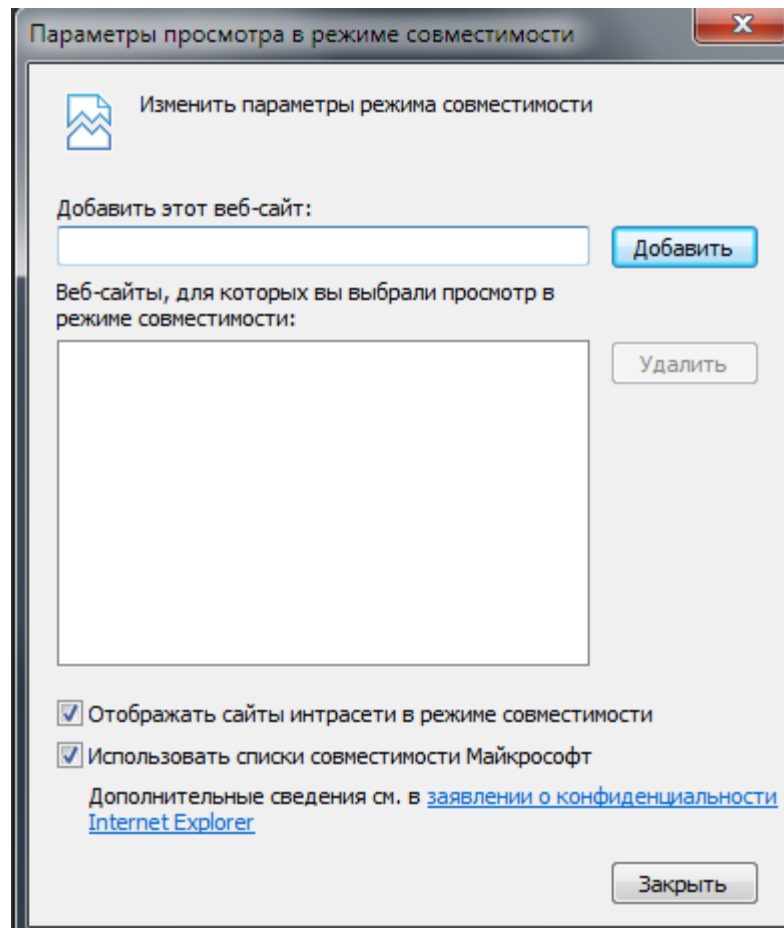 Параметры просмотра в режиме совместимости
Изменить параметры режима совместимости
Добавить этот веб-сайт:
Добавить
Веб-сайты, для которых вы выбрали просмотр в
режиме совместимости:
Удалить
Отображать сайты интрасети в режиме совместимости
Использовать списки совместимости Майкрософт
Дополнительные сведения см. в заявлении о конфиденциальности
Internet Explorer
Закрыть